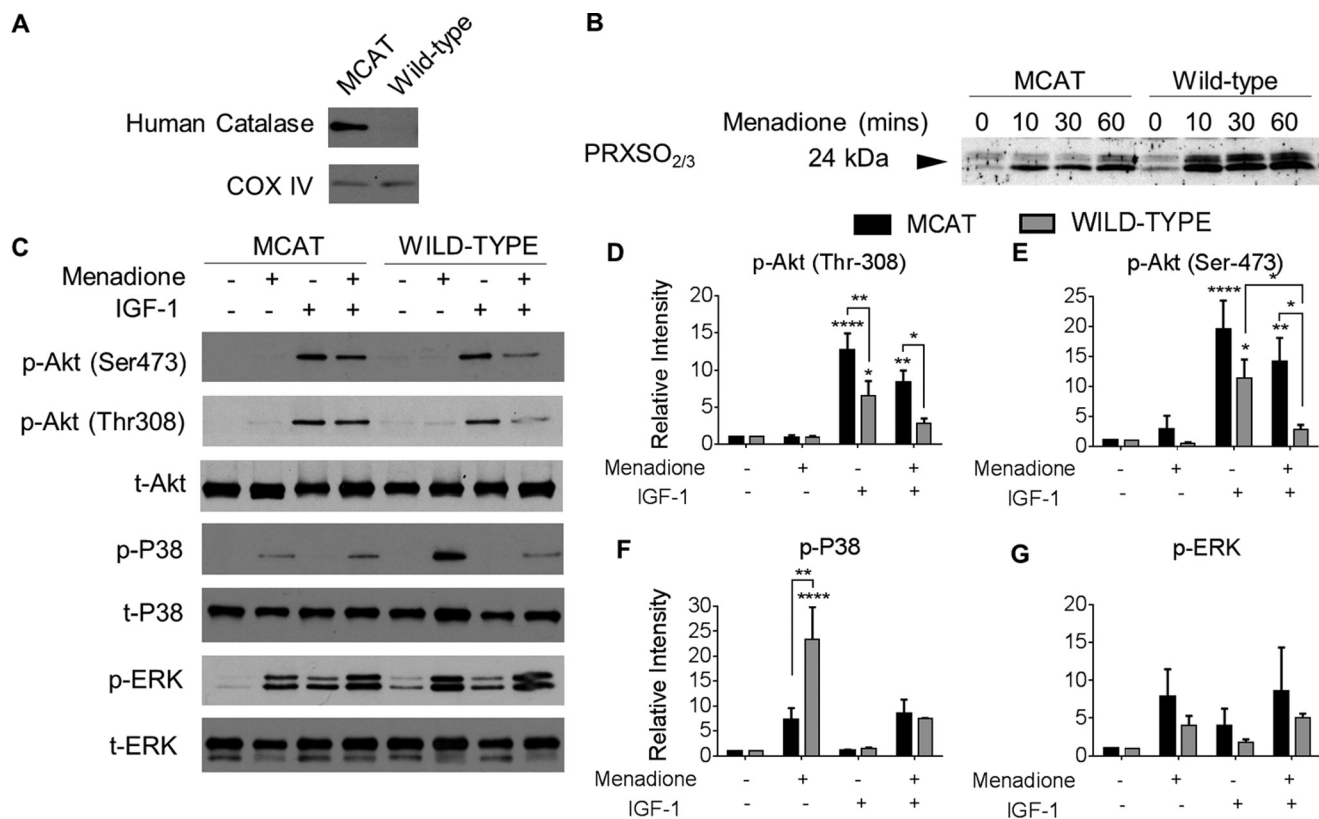 A
MCAT
Wild-type
Human Catalase
COX IV
B
MCAT Wild-type
Menadione (mins) 0 10 30 60 0 10 30 60
PRXSO2/3 24 kDa
MCAT WILD-TYPE
C
MCAT WILD-TYPE
Menadione - + - + - + - +
IGF-1 - - + + - - + +
p-Akt (Ser473)
p-Akt (Thr308)
t-Akt
p-P38
t-P38
p-ERK
t-ERK
D
p-Akt (Thr-308)
Relative Intensity
20
15
10
5
0
**
****
*
**
*
Menadione - + - +
IGF-1 - - + +
E
p-Akt (Ser-473)
25
20
15
10
5
0
****
*
*
**
*
Menadione - + - +
IGF-1 - - + +
F
p-P38
Relative Intensity
30
25
20
15
10
5
0
**
****
Menadione - + - +
IGF-1 - - + +
G
p-ERK
20
15
10
5
0
Menadione - + - +
IGF-1 - - + +